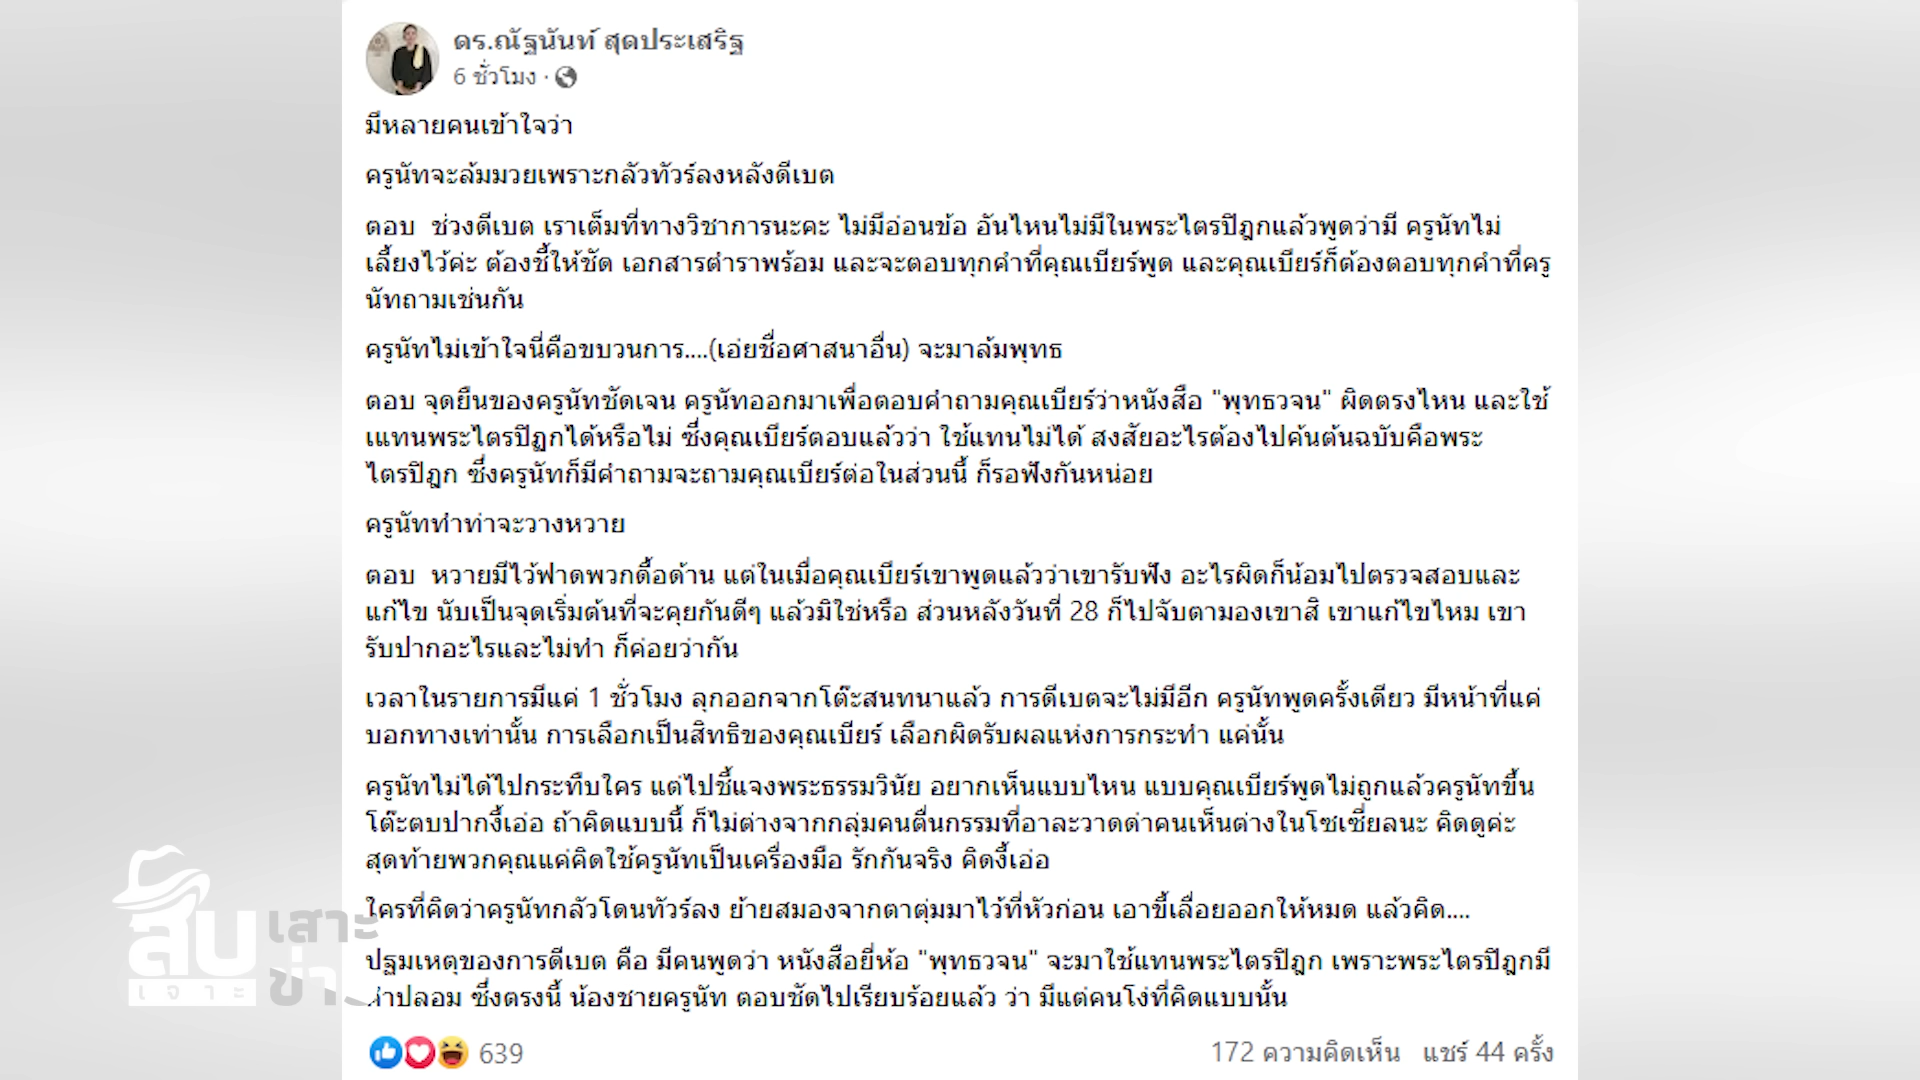 ดร.ณัฐนันท์ สุดประเสริฐ
6 ชั่วโมง ·
มีหลายคนเข้าใจว่า
ครูนัทจะล้มมวยเพราะกลัวทัวร์ลงหลังดีเบต
ตอบ ช่วงดีเบต เราเต็มที่ทางวิชาการนะคะ ไม่มีอ่อนข้อ อันไหนไม่มีในพระไตรปิฎกแล้วพูดว่ามี ครูนัทไม่
เลี้ยงไว้ค่ะ ต้องชี้ให้ชัด เอกสารตำราพร้อม และจะตอบทุกคำที่คุณเบียร์พูด และคุณเบียร์ก็ต้องตอบทุกคำที่ครู
นัทถามเช่นกัน
ครูนัทไม่เข้าใจนี่คือขบวนการ....(เอ่ยชื่อศาสนาอื่น) จะมาล้มพุทธ
ตอบ จุดยืนของครูนัทชัดเจน ครูนัทออกมาเพื่อตอบคำถามคุณเบียร์ว่าหนังสือ "พุทธวจน" ผิดตรงไหน และใช้
แทนพระไตรปิฏกได้หรือไม่ ซึ่งคุณเบียร์ตอบแล้วว่า ใช้แทนไม่ได้ สงสัยอะไรต้องไปค้นต้นฉบับคือพระ
ไตรปิฎก ซึ่งครูนัทก็มีคำถามจะถามคุณเบียร์ต่อในส่วนนี้ ก็รอฟังกันหน่อย
ครูนัททำท่าจะวางหวาย
ตอบ หวายมีไว้ฟาดพวกดื้อด้าน แต่ในเมื่อคุณเบียร์เขาพูดแล้วว่าเขารับฟัง อะไรผิดก็น้อมไปตรวจสอบและ
แก้ไข นับเป็นจุดเริ่มต้นที่จะคุยกันดีๆ แล้วมิใช่หรือ ส่วนหลังวันที่ 28 ก็ไปจับตามองเขาสิ เขาแก้ไขไหม เขา
รับปากอะไรและไม่ทำ ก็ค่อยว่ากัน
เวลาในรายการมีแค่ 1 ชั่วโมง ลุกออกจากโต๊ะสนทนาแล้ว การดีเบตจะไม่มีอีก ครูนัทพูดครั้งเดียว มีหน้าที่แค่
บอกทางเท่านั้น การเลือกเป็นสิทธิของคุณเบียร์ เลือกผิดรับผลแห่งการกระทำ แค่นั้น
ครูนัทไม่ได้ไปกระทืบใคร แต่ไปชี้แจงพระธรรมวินัย อยากเห็นแบบไหน แบบคุณเบียร์พูดไม่ถูกแล้วครูนัทขึ้น
โต๊ะตบปากงี้เอ่อ ถ้าคิดแบบนี้ ก็ไม่ต่างจากกลุ่มคนตื่นกรรมที่อาละวาดด่าคนเห็นต่างในโซเซี่ยลนะ คิดดูค่ะ
สุดท้ายพวกคุณแค่คิดใช้ครูนัทเป็นเครื่องมือ รักกันจริง คิดงี้เอ่อ
ใครที่คิดว่าครูนัทกลัวโดนทัวร์ลง ย้ายสมองจากตาตุ่มมาไว้ที่หัวก่อน เอาขี้เลื่อยออกให้หมด แล้วคิด....
ปฐมเหตุของการดีเบต คือ มีคนพูดว่า หนังสือยี่ห้อ "พุทธวจน" จะมาใช้แทนพระไตรปิฎก เพราะพระไตรปิฎกมี
คำปลอม ซึ่งตรงนี้ น้องชายครูนัท ตอบชัดไปเรียบร้อยแล้ว ว่า มีแต่คนโง่ที่คิดแบบนั้น
639
172 ความคิดเห็น แชร์ 44 ครั้ง
สืบ เสาะ
เจาะ ข่าว